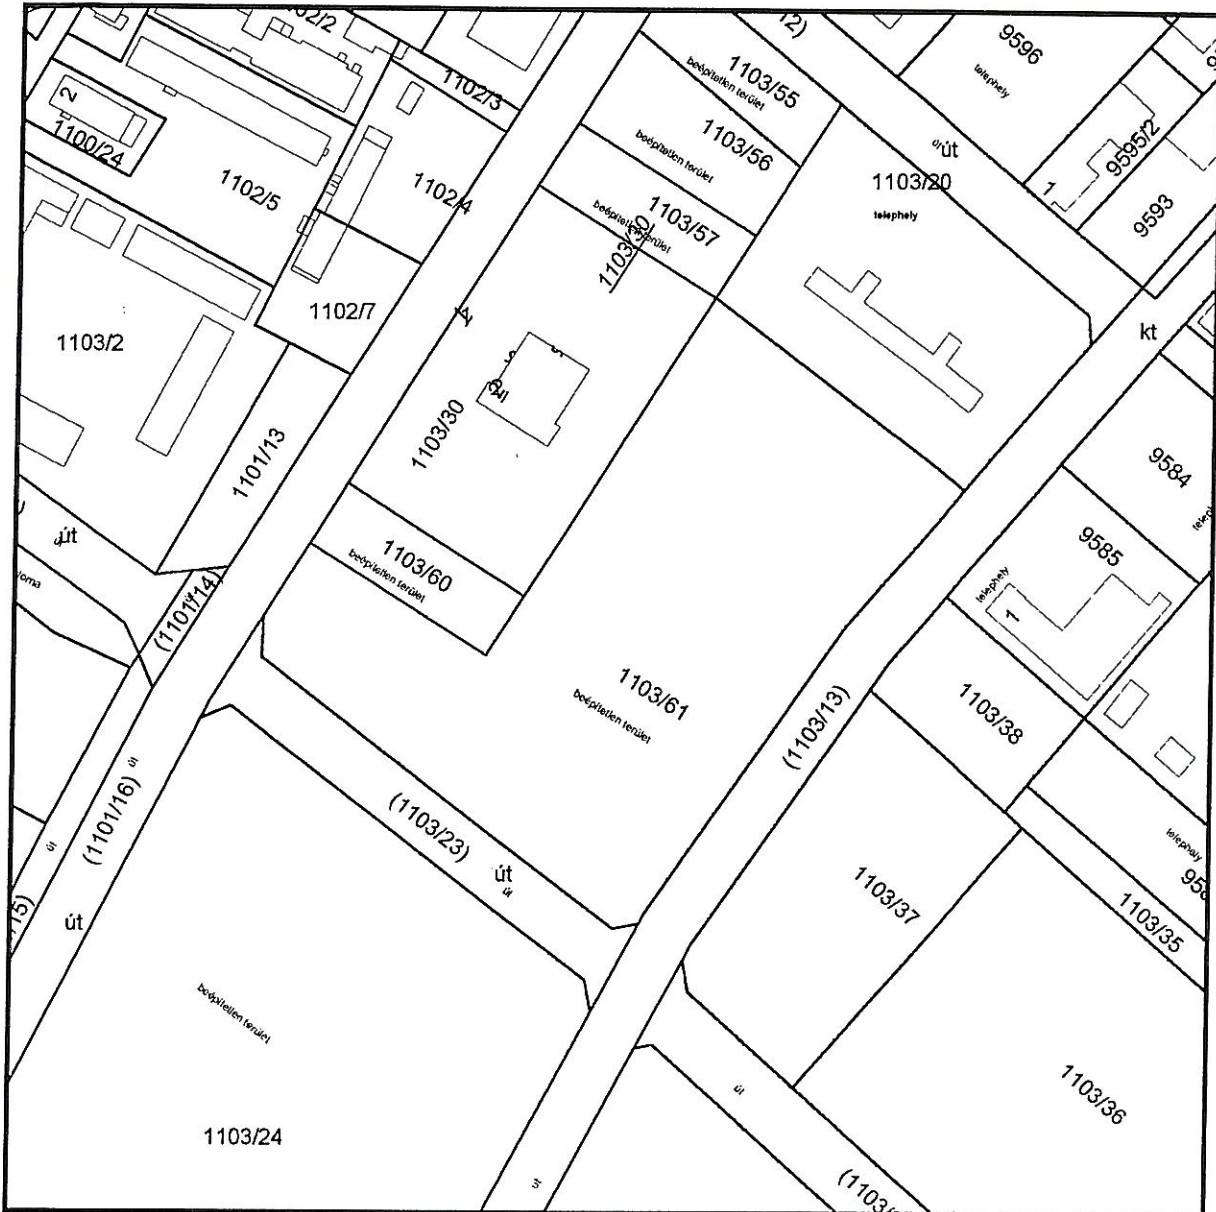 1103/55
beépítetlen terület
9596
telephely
1102/3
2
1100/24
1103/56
beépítetlen terület
9595/2
1
út
1102/5
1102/4
1103/20
telephely
1103/57
beépítetlen terület
9593
1103/30
1102/7
1103/2
kt
1103/30
1101/13
9584
út
9585
telephely
1
1103/60
beépítetlen terület
(1101/14)
1103/61
beépítetlen terület
1103/38
(1103/13)
út
(1101/16)
út
(1103/23)
út
út
telephely
1103/37
1103/35
út
beépítetlen terület
1103/36
út
1103/24
út